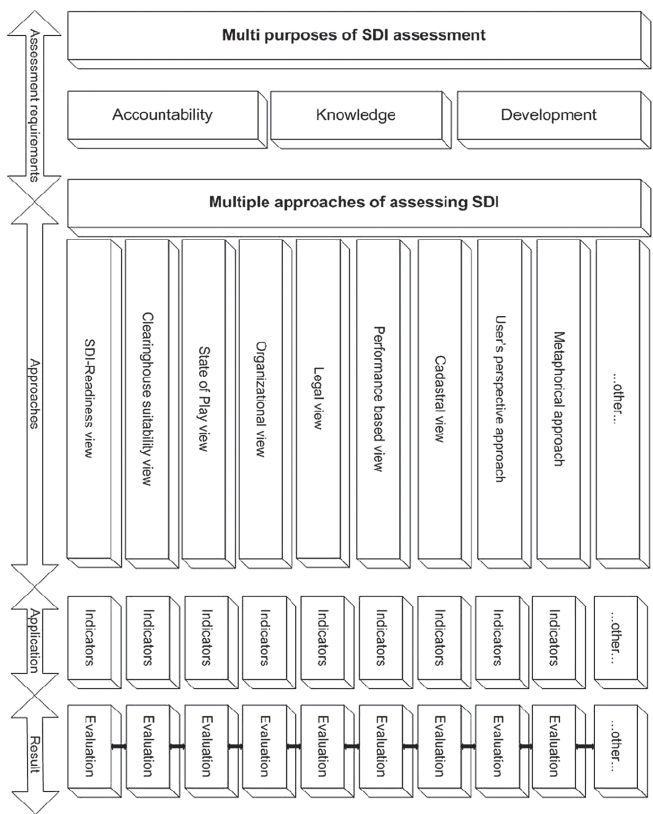 Assessment requirements
Multi purposes of SDI assessment
Accountability
Knowledge
Development
Multiple approaches of assessing SDI
Approaches
SDI-Readiness view
Clearinghouse suitability view
State of Play view
Organizational view
Legal view
Performance based view
Cadastral view
User's perspective approach
Metaphorical approach
...other...
Application
Indicators
Indicators
Indicators
Indicators
Indicators
Indicators
Indicators
Indicators
Indicators
...other...
Result
Evaluation
Evaluation
Evaluation
Evaluation
Evaluation
Evaluation
Evaluation
Evaluation
Evaluation
...other...